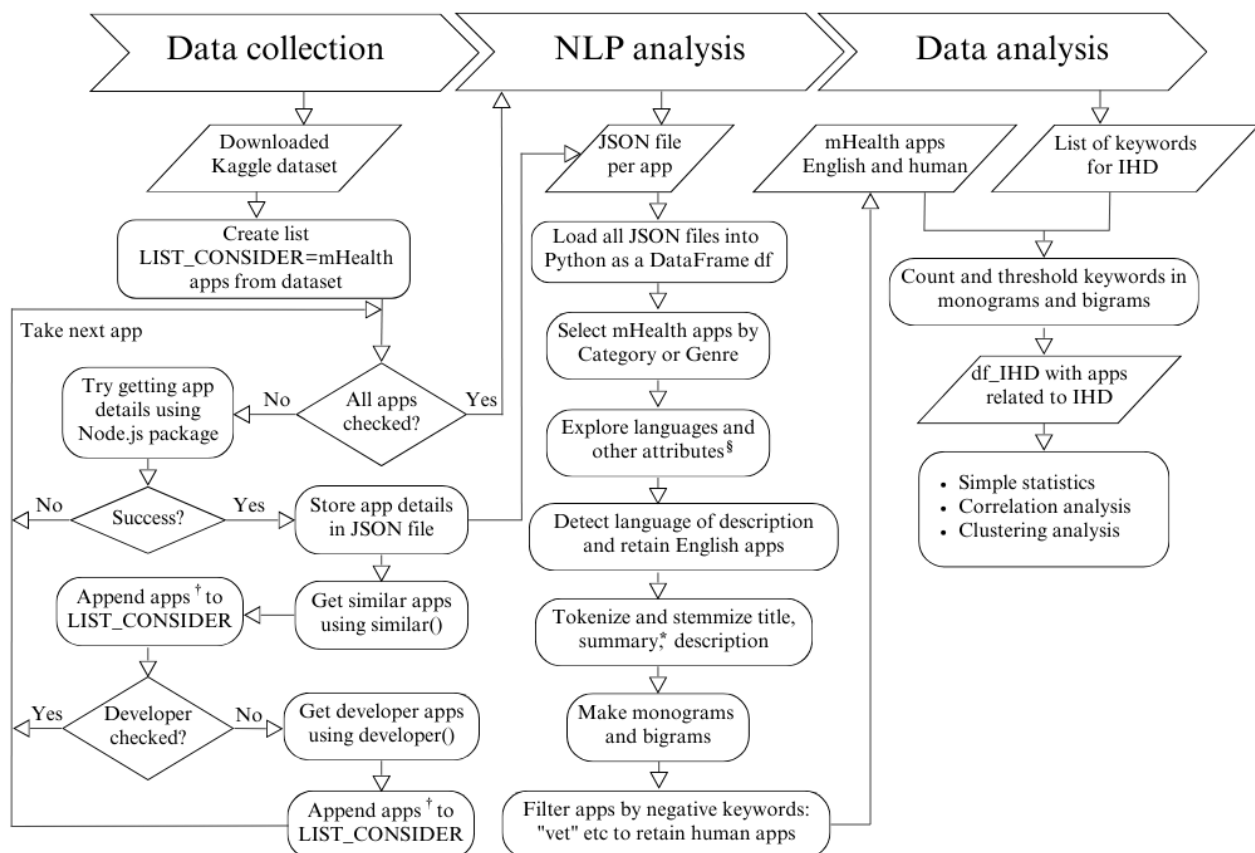 Data collection
NLP analysis
Data analysis
Downloaded
Kaggle dataset
Create list
LIST_CONSIDER=mHealth
apps from dataset
Take next app
All apps
checked?
No
Yes
Try getting app
details using
Node.js package
Success?
No
Yes
Store app details
in JSON file
Get similar apps
using similar()
Append apps † to
LIST_CONSIDER
Developer
checked?
Yes
No
Get developer apps
using developer()
Append apps † to
LIST_CONSIDER
JSON file
per app
Load all JSON files into
Python as a DataFrame df
Select mHealth apps by
Category or Genre
Explore languages and
other attributes§
Detect language of description
and retain English apps
Tokenize and stemmize title,
summary,* description
Make monograms
and bigrams
Filter apps by negative keywords:
"vet" etc to retain human apps
mHealth apps
English and human
List of keywords
for IHD
Count and threshold keywords in
monograms and bigrams
df_IHD with apps
related to IHD
• Simple statistics
• Correlation analysis
• Clustering analysis